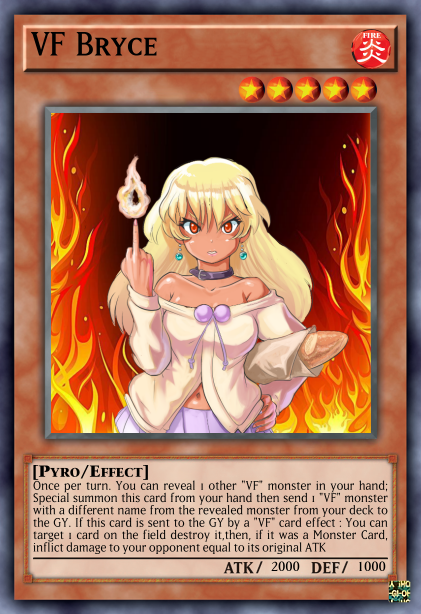 VF Bryce
FIRE
炎
[Pyro/Effect]
Once per turn. You can reveal 1 other "VF" monster in your hand;
Special summon this card from your hand then send 1 "VF" monster
with a different name from the revealed monster from your deck to
the GY. If this card is sent to the GY by a "VF" card effect : You can
target 1 card on the field destroy it,then, if it was a Monster Card,
inflict damage to your opponent equal to its original ATK
ATK/ 2000 DEF/ 1000